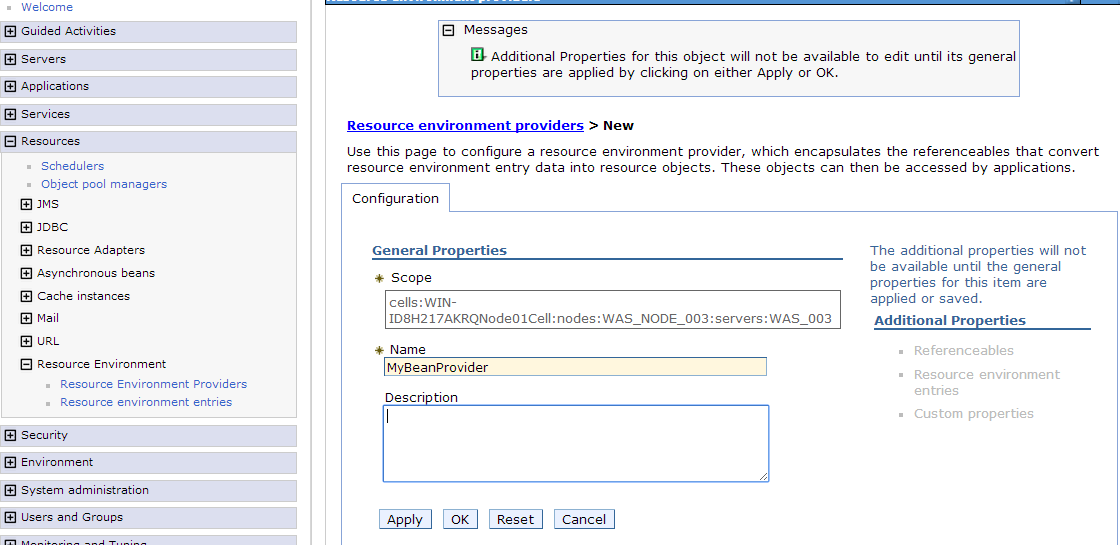 Welcome
Guided Activities
Servers
Applications
Services
Resources
Schedulers
Object pool managers
JMS
JDBC
Resource Adapters
Asynchronous beans
Cache instances
Mail
URL
Resource Environment
Resource Environment Providers
Resource environment entries
Security
Environment
System administration
Users and Groups
Monitoring and Tuning
Resource environment providers
Messages
Additional Properties for this object will not be available to edit until its general
properties are applied by clicking on either Apply or OK.
Resource environment providers > New
Use this page to configure a resource environment provider, which encapsulates the referenceables that convert
resource environment entry data into resource objects. These objects can then be accessed by applications.
Configuration
General Properties
Scope
cells:WIN-
ID8H217AKRQNode01Cell:nodes:WAS_NODE_003:servers:WAS_003
Name
MyBeanProvider
Description
Apply OK Reset Cancel
The additional properties will not
be available until the general
properties for this item are
applied or saved.
Additional Properties
Referenceables
Resource environment
entries
Custom properties